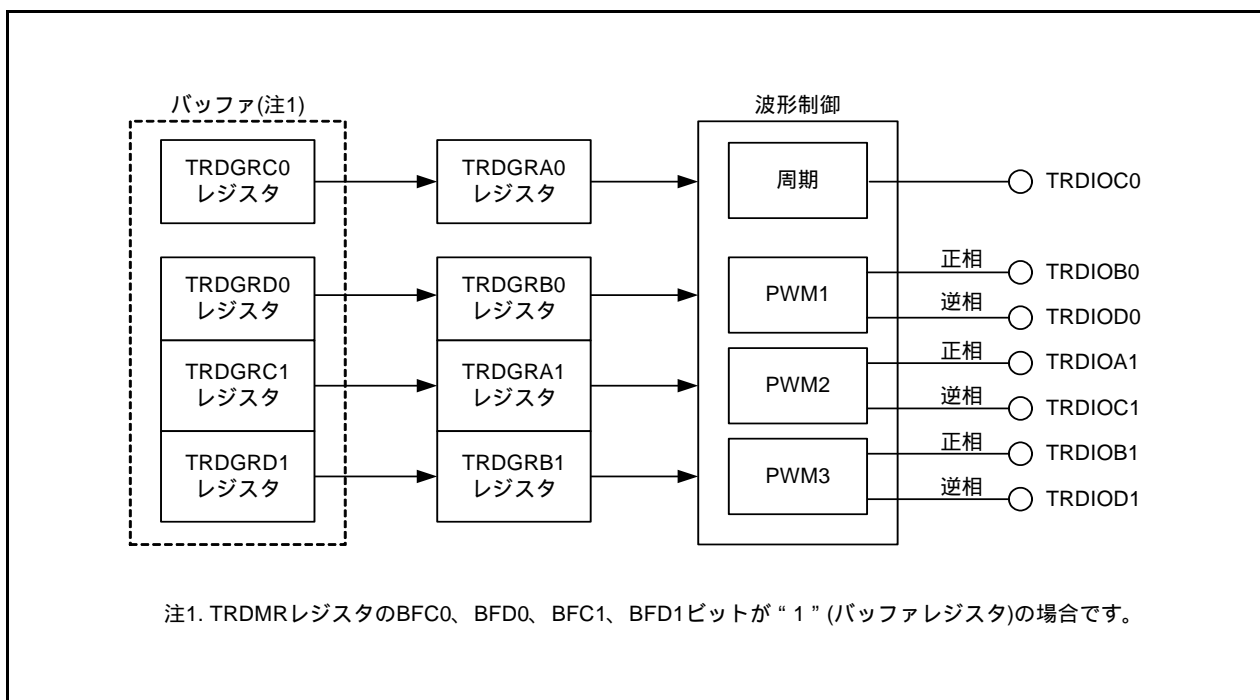 バッファ(注1)
波形制御
TRDGRC0
レジスタ
TRDGRA0
レジスタ
周期
TRDIOC0
TRDGRD0
レジスタ
TRDGRB0
レジスタ
PWM1
正相
TRDIOB0
逆相
TRDIOD0
TRDGRC1
レジスタ
TRDGRA1
レジスタ
PWM2
正相
TRDIOA1
逆相
TRDIOC1
TRDGRD1
レジスタ
TRDGRB1
レジスタ
PWM3
正相
TRDIOB1
逆相
TRDIOD1
注1. TRDMRレジスタのBFC0、BFD0、BFC1、BFD1ビットが “ 1 ” (バッファレジスタ)の場合です。